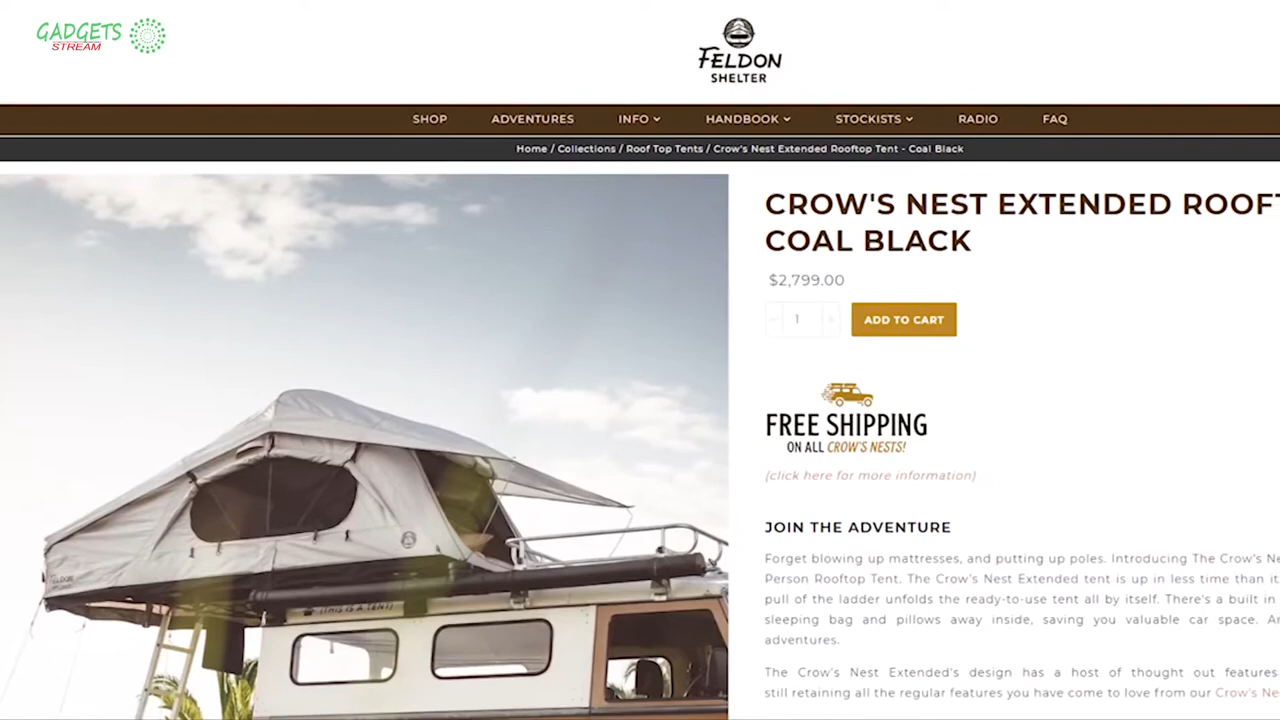 GADGETS
STREAM
FELDON
SHELTER
SHOP ADVENTURES INFO HANDBOOK STOCKISTS RADIO FAQ
Home / Collections / Roof Top Tents / Crow's Nest Extended Rooftop Tent - Coal Black
CROW'S NEST EXTENDED
COAL BLACK
$2,799.00
1
ADD TO CART
FREE SHIPPING
ON ALL CROW'S NESTS!
(click here for more information)
JOIN THE ADVENTURE
Forget blowing up mattresses, and putting up poles. Introducing The Crow's
Person Rooftop Tent. The Crow's Nest Extended tent is up in less time than
pull of the ladder unfolds the ready-to-use tent all by itself. There's a built in
sleeping bag and pillows away inside, saving you valuable car space.
adventures.
The Crow's Nest Extended's design has a host of thought out features
still retaining all the regular features you have come to love from our Crow's
FELDON
(THIS IS A TENT)